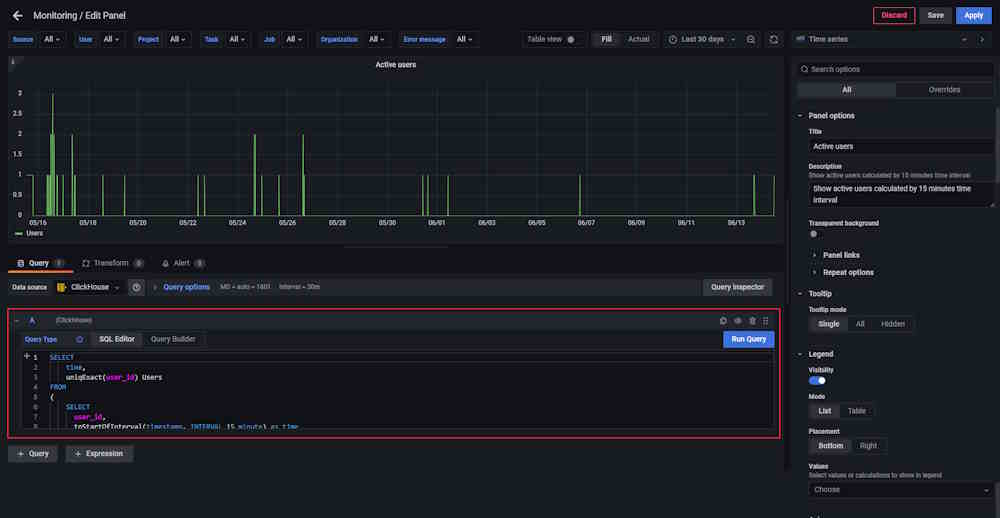 Monitoring / Edit Panel
Discard Save Apply
Source All User All Project All Task All Job All Organization All Error message All
Table view Fill Actual Last 30 days Time series
Active users
3
2.5
2
1.5
1
0.5
0
05/16 05/18 05/20 05/22 05/24 05/26 05/28 05/30 06/01 06/03 06/05 06/07 06/09 06/11 06/13
Users
Query 1 Transform 0 Alert 0
Data source ClickHouse Query options MD = auto = 1401 Interval = 30m Query inspector
A (ClickHouse)
Query Type SQL Editor Query Builder Run Query
1 SELECT
2 time,
3 uniqExact(user_id) Users
4 FROM
5 (
6 SELECT
7 user_id,
8 toStartOfInterval(timestamp, INTERVAL 15 minute) as time
+ Query + Expression
Search options
All Overrides
Panel options
Title
Active users
Description
Show active users calculated by 15 minutes time interval
Show active users calculated by 15 minutes time
interval
Transparent background
Panel links
Repeat options
Tooltip
Tooltip mode
Single All Hidden
Legend
Visibility
Mode
List Table
Placement
Bottom Right
Values
Select values or calculations to show in legend
Choose